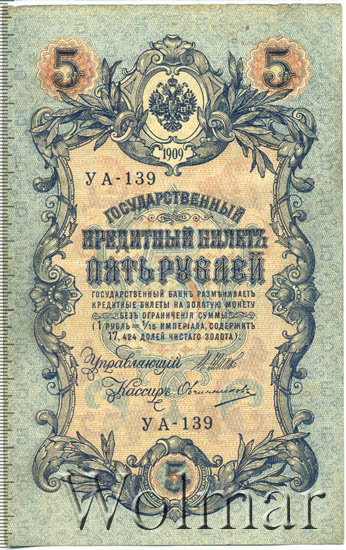 5 5
1909
УА-139
ГОСУДАРСТВЕННЫЙ
КРЕДИТНЫЙ БИЛЕТЪ
ПЯТЬ РУБЛЕЙ
ГОСУДАРСТВЕННЫЙ БАНКЪ РАЗМѢНИВАЕТЪ
КРЕДИТНЫЕ БИЛЕТЫ НА ЗОЛОТУЮ МОНЕТУ
БЕЗЪ ОГРАНИЧЕНІЯ СУММЫ
(1 РУБЛЬ = 1/15 ИМПЕРІАЛА, СОДЕРЖИТЪ
17,424 ДОЛЕЙ ЧИСТАГО ЗОЛОТА)
Управляющій И.Шипов
Кассиръ Овчинников
УА-139
5
Wolmar